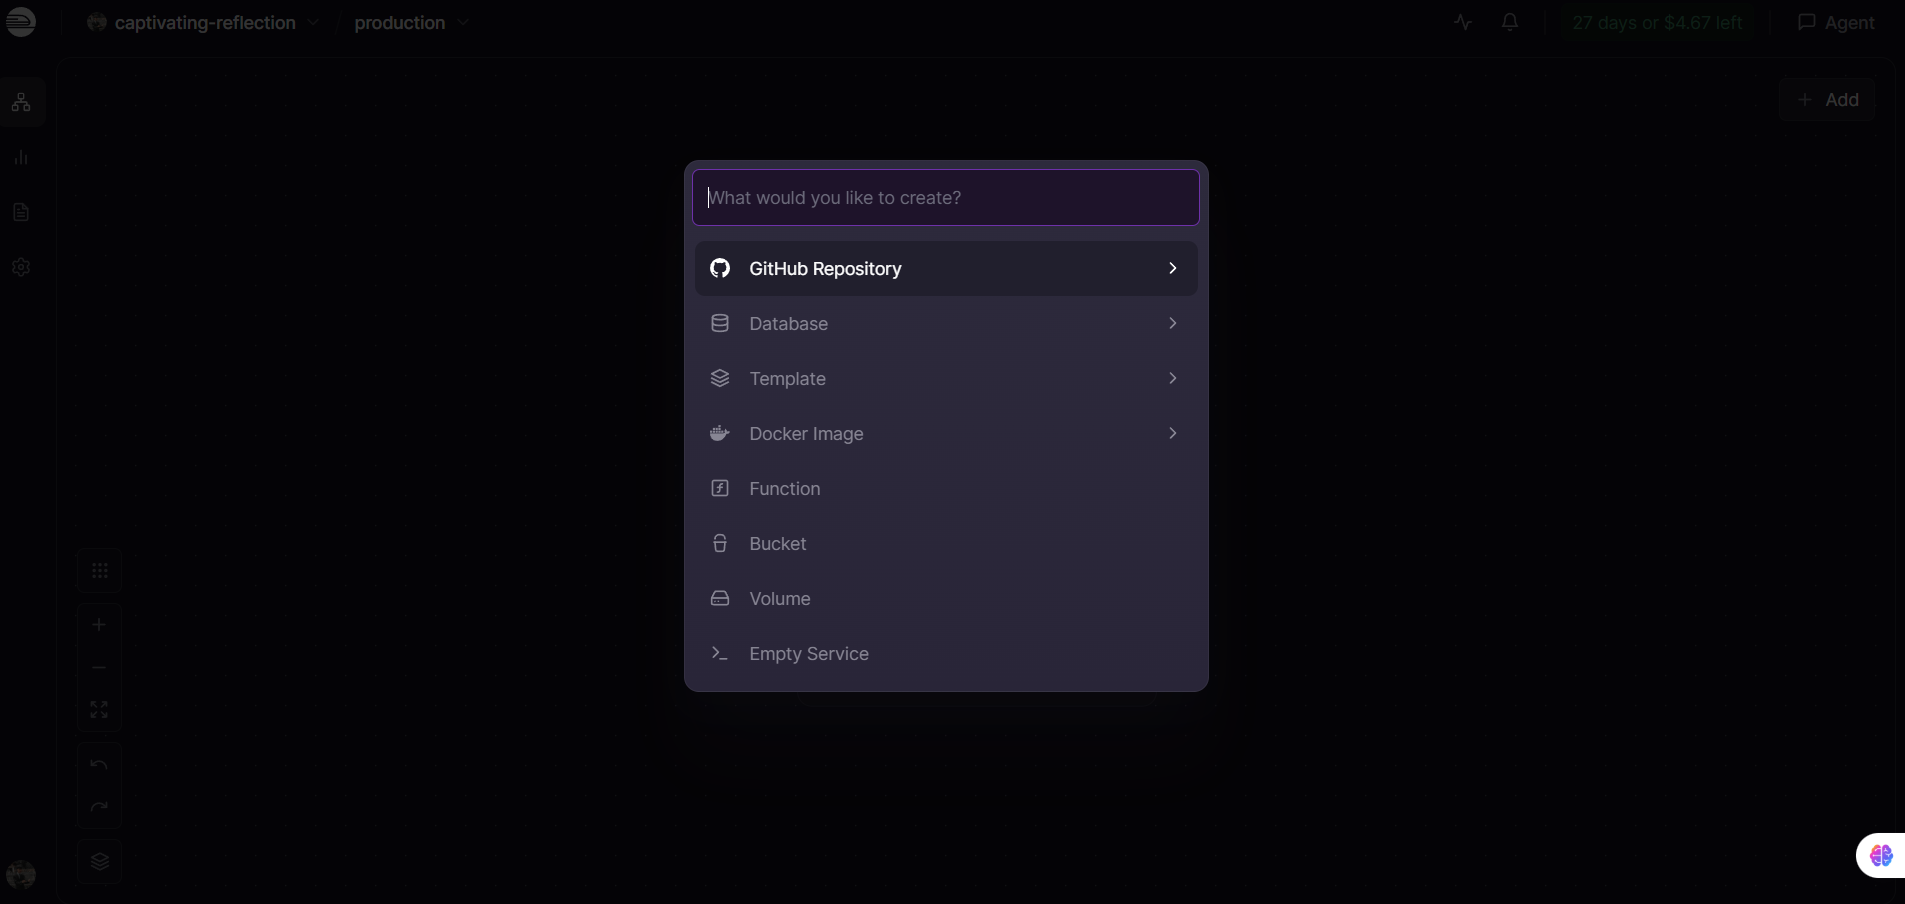 captivating-reflection
production
27 days or $4.67 left
Agent
Add
What would you like to create?
GitHub Repository
Database
Template
Docker Image
Function
Bucket
Volume
Empty Service